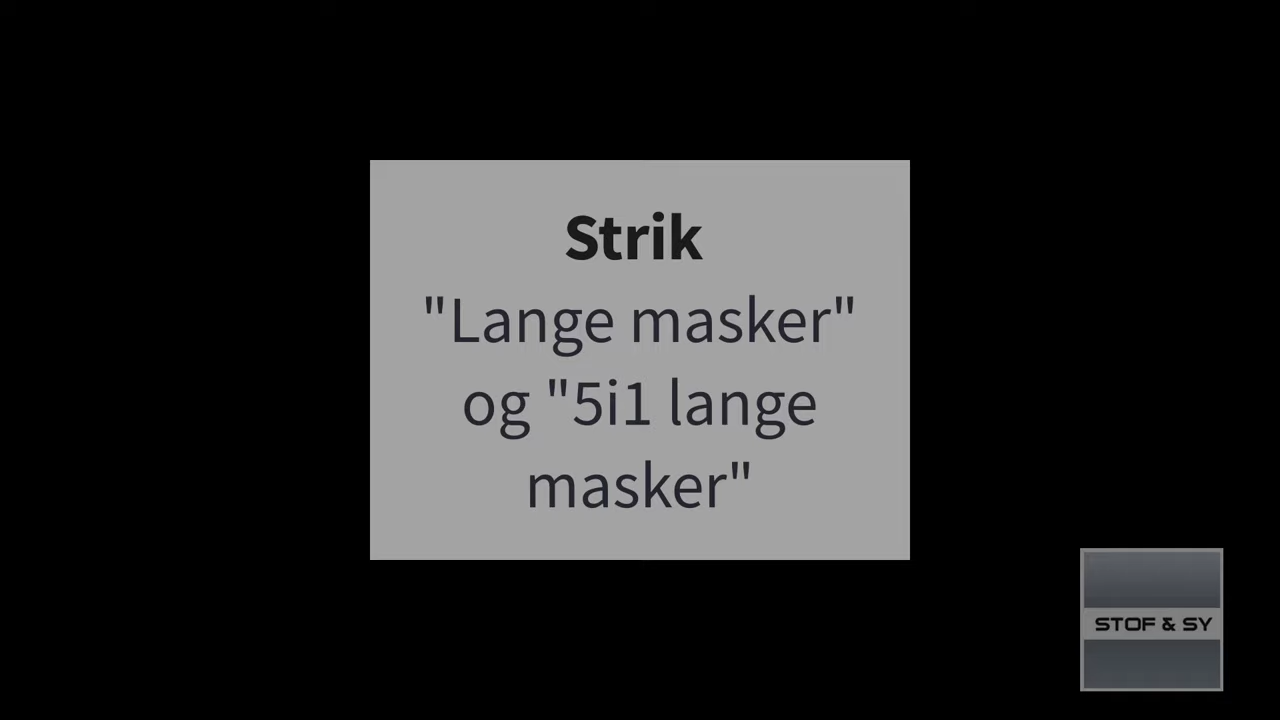 Strik
"Lange masker"
og "5i1 lange
masker"
STOF & SY